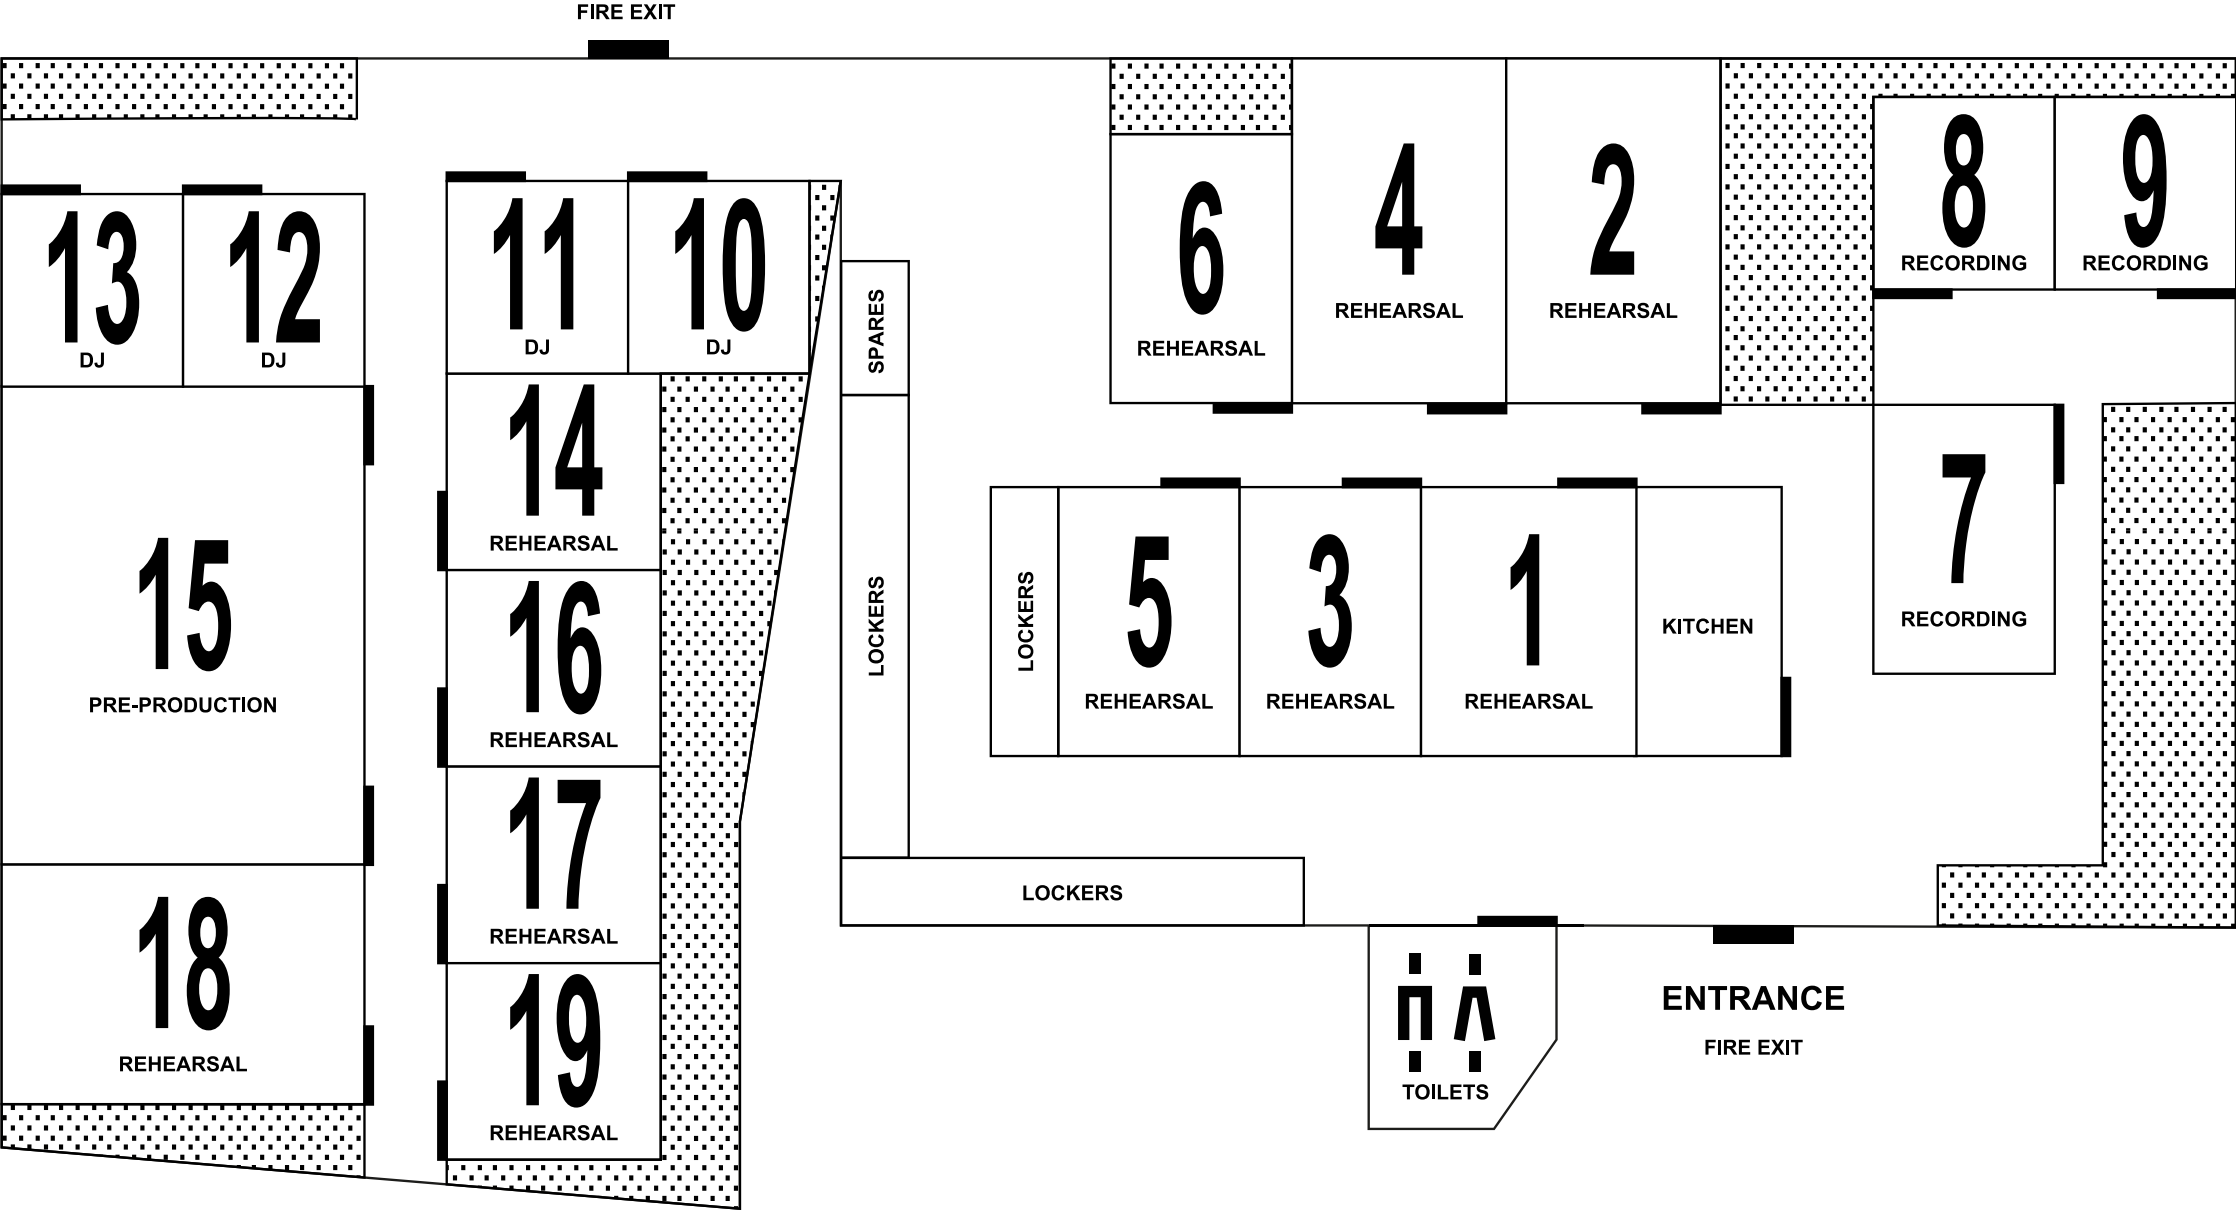 FIRE EXIT
13
DJ
12
DJ
11
DJ
10
DJ
SPARES
6
REHEARSAL
4
REHEARSAL
2
REHEARSAL
8
RECORDING
9
RECORDING
15
PRE-PRODUCTION
14
REHEARSAL
16
REHEARSAL
17
REHEARSAL
LOCKERS
LOCKERS
5
REHEARSAL
3
REHEARSAL
1
REHEARSAL
KITCHEN
7
RECORDING
18
REHEARSAL
19
REHEARSAL
LOCKERS
TOILETS
ENTRANCE
FIRE EXIT